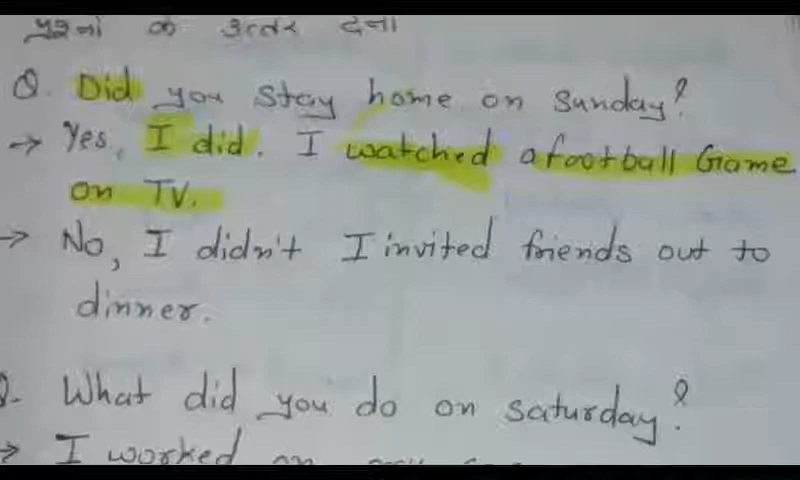 प्रश्नों के उत्तर देना
Q. Did you stay home on Sunday?
→ Yes, I did. I watched a football Game
on TV.
→ No, I didn't I invited friends out to
dinner.
Q. What did you do on saturday?
→ I worked on